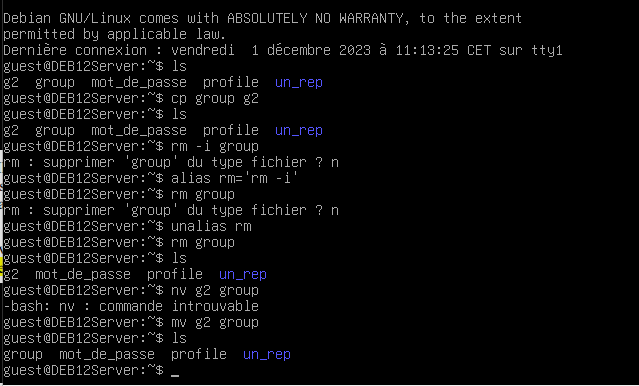 Debian GNU/Linux comes with ABSOLUTELY NO WARRANTY, to the extent
permitted by applicable law.
Dernière connexion : vendredi  1 décembre 2023 à 11:13:25 CET sur tty1
guest@DEB12Server:~$ ls
g2  group  mot_de_passe  profile  un_rep
guest@DEB12Server:~$ cp group g2
guest@DEB12Server:~$ ls
g2  group  mot_de_passe  profile  un_rep
guest@DEB12Server:~$ rm -i group
rm : supprimer 'group' du type fichier ? n
guest@DEB12Server:~$ alias rm='rm -i'
guest@DEB12Server:~$ rm group
rm : supprimer 'group' du type fichier ? n
guest@DEB12Server:~$ unalias rm
guest@DEB12Server:~$ rm group
guest@DEB12Server:~$ ls
g2  mot_de_passe  profile  un_rep
guest@DEB12Server:~$ nv g2 group
-bash: nv : commande introuvable
guest@DEB12Server:~$ mv g2 group
guest@DEB12Server:~$ ls
group  mot_de_passe  profile  un_rep
guest@DEB12Server:~$ _